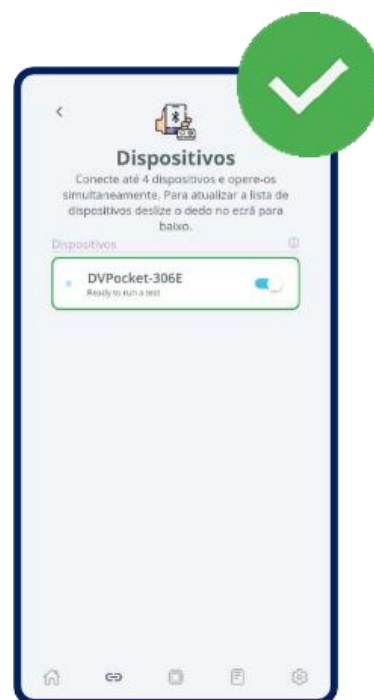 Dispositivos
Conecte até 4 dispositivos e opere-os
simultaneamente. Para atualizar a lista de
dispositivos deslize o dedo no ecrã para
baixo.
Dispositivos
DVPocket-306E
Ready to run a test